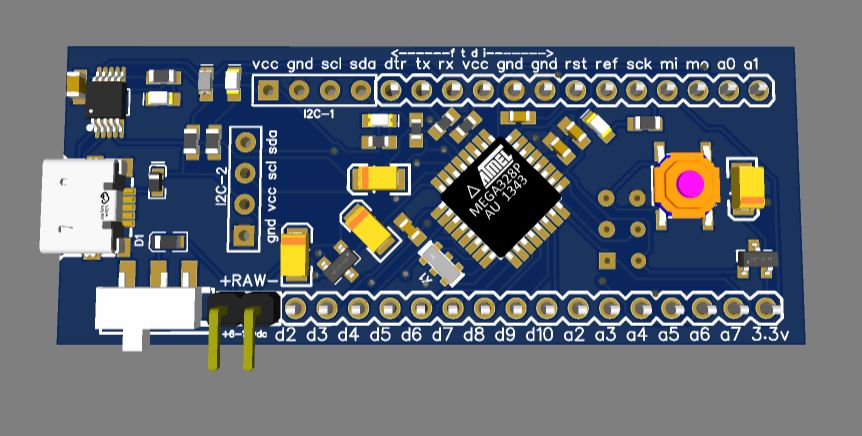 <------f t d i------>
vcc gnd scl sda dtr tx rx vcc gnd gnd rst ref sck mi mo a0 a1
I2C-1
I2C-2
sda
scl
vcc
gnd
ATMEL
MEGA328P
AU 1343
D1
+RAW-
d2 d3 d4 d5 d6 d7 d8 d9 d10 a2 a3 a4 a5 a6 a7 3.3v